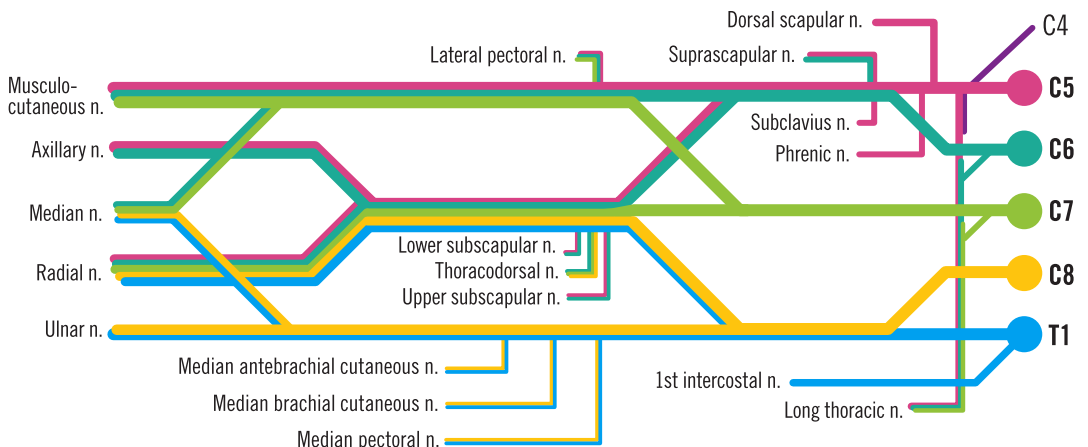 Dorsal scapular n.
C4
Lateral pectoral n.
Suprascapular n.
Musculo-
cutaneous n.
C5
Subclavius n.
Axillary n.
Phrenic n.
C6
Median n.
C7
Lower subscapular n.
Radial n.
Thoracodorsal n.
C8
Upper subscapular n.
Ulnar n.
T1
Median antebrachial cutaneous n.
1st intercostal n.
Median brachial cutaneous n.
Long thoracic n.
Median pectoral n.